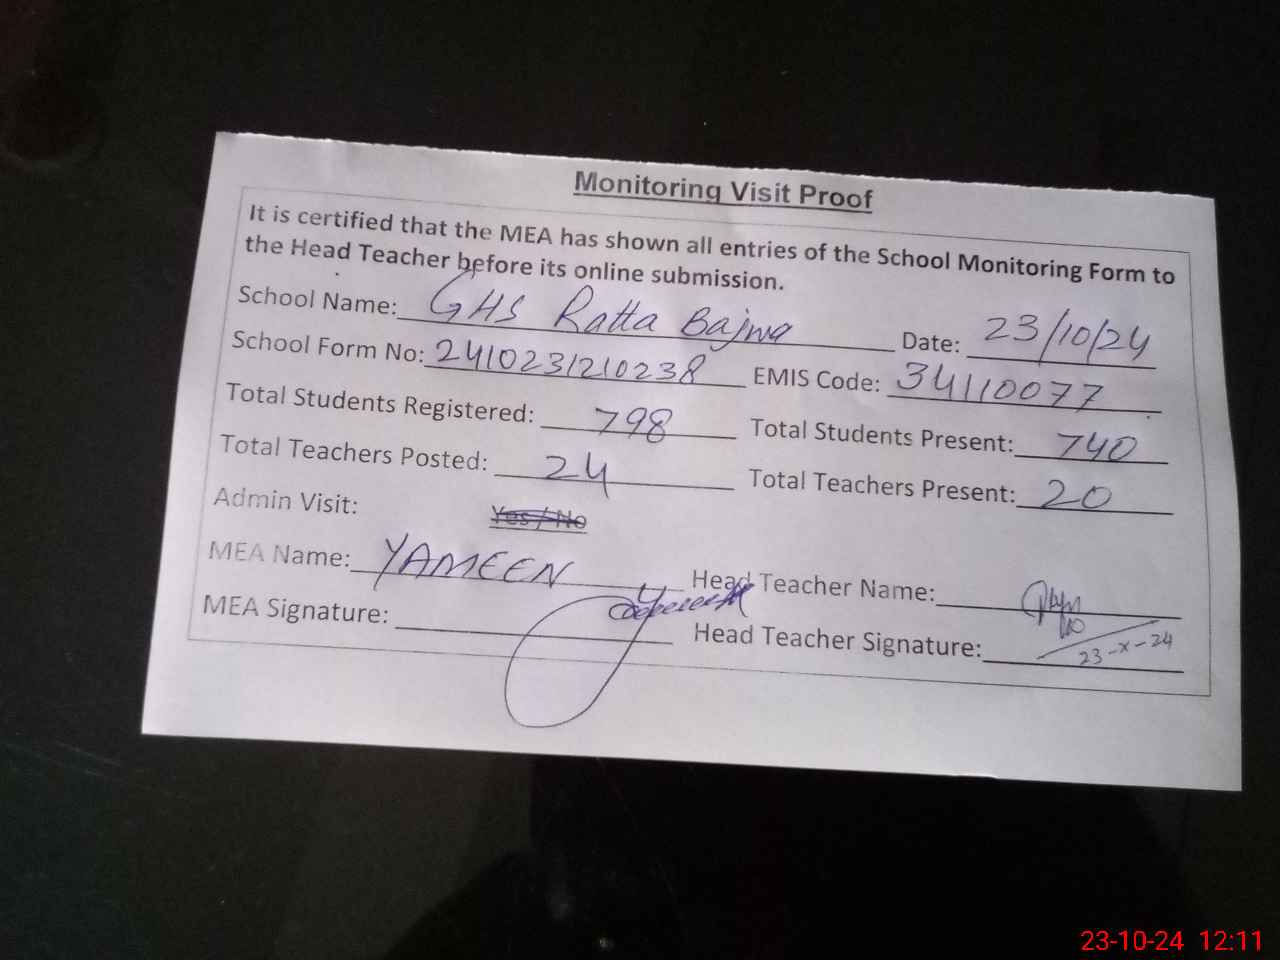 Monitoring Visit Proof
It is certified that the MEA has shown all entries of the School Monitoring Form to
the Head Teacher before its online submission.
School Name: GHS Ratta Bajwa Date: 23/10/24
School Form No: 2410231210238 EMIS Code: 34110077
Total Students Registered: 798 Total Students Present: 740
Total Teachers Posted: 24 Total Teachers Present: 20
Admin Visit: Yes / No
MEA Name: YAMEEN Head Teacher Name:
MEA Signature: Head Teacher Signature: 23-X-24
23-10-24 12:11